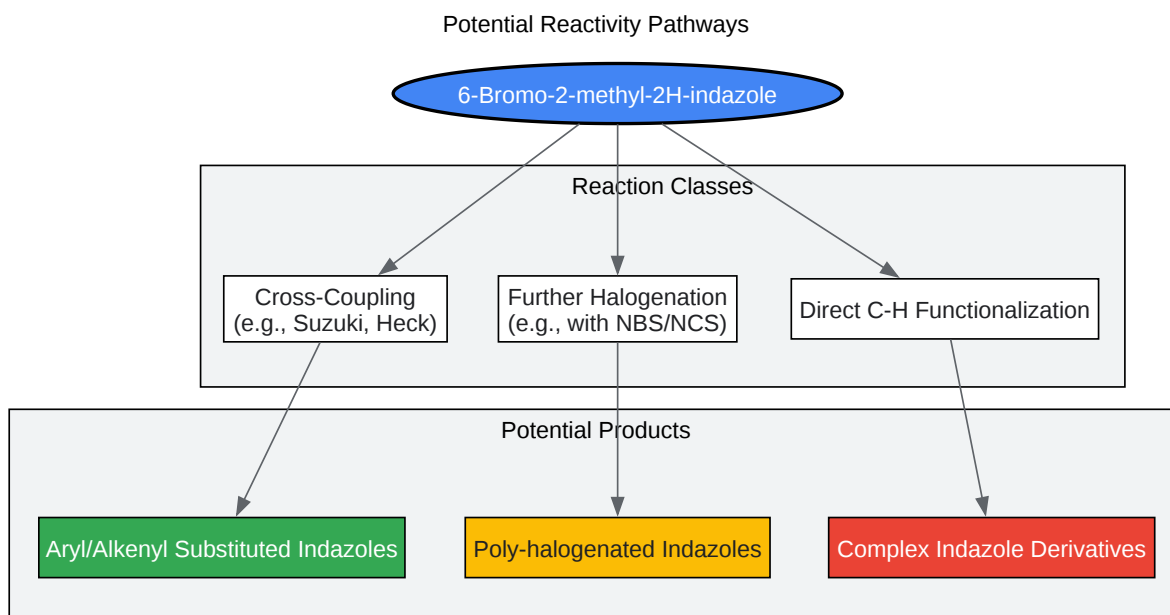 Potential Reactivity Pathways
6-Bromo-2-methyl-2H-indazole
Reaction Classes
Cross-Coupling
(e.g., Suzuki, Heck)
Further Halogenation
(e.g., with NBS/NCS)
Direct C-H Functionalization
Potential Products
Aryl/Alkenyl Substituted Indazoles
Poly-halogenated Indazoles
Complex Indazole Derivatives